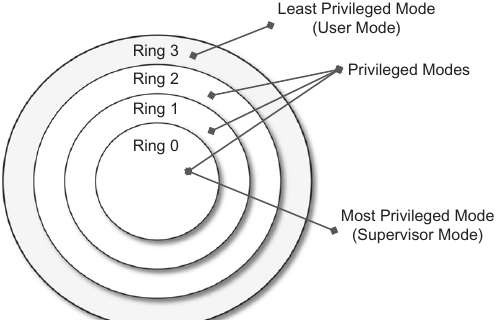 Least Privileged Mode
(User Mode)
Ring 3
Ring 2
Privileged Modes
Ring 1
Ring 0
Most Privileged Mode
(Supervisor Mode)